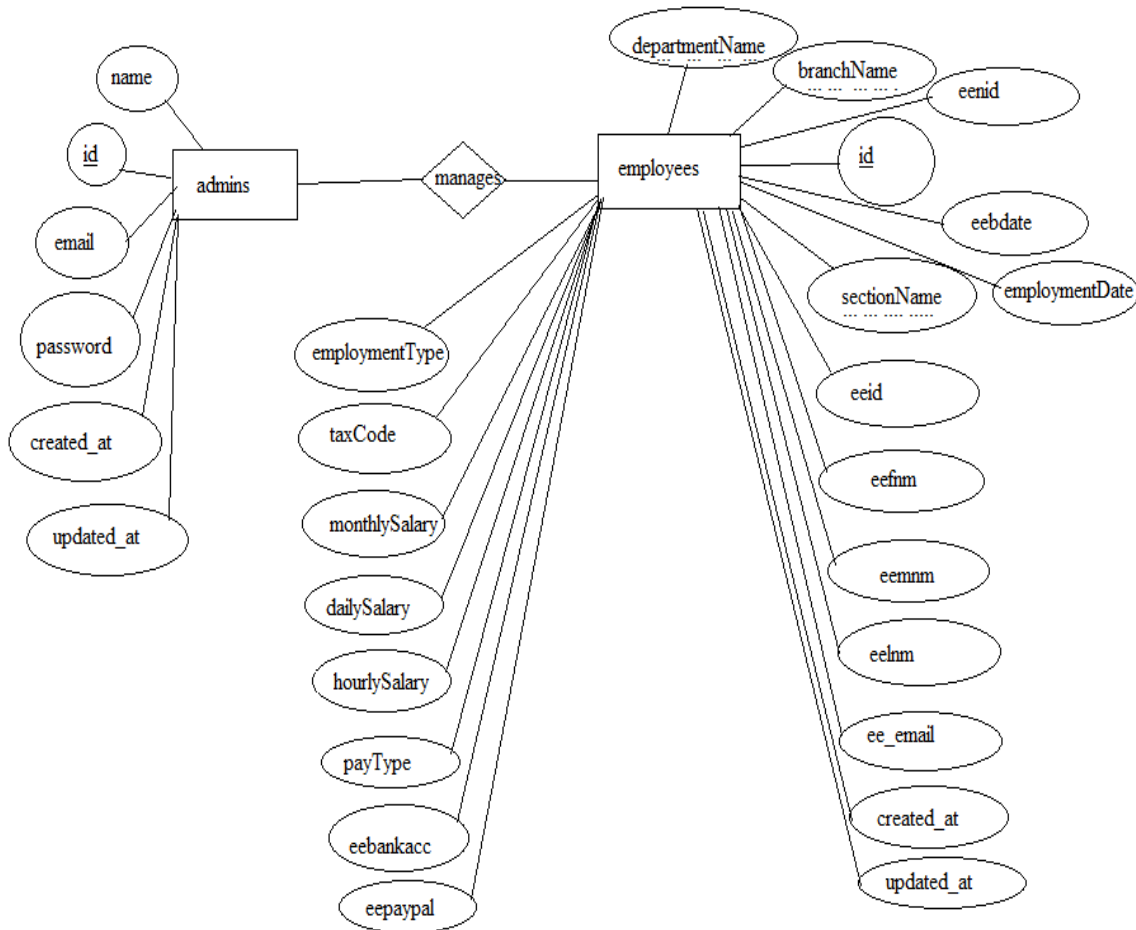 departmentName
name
branchName
eenid
id
id
admins
manages
employees
email
eebdate
employmentDate
sectionName
password
employmentType
eeid
created_at
taxCode
eefnm
updated_at
monthlySalary
eemnm
dailySalary
eelnm
hourlySalary
ee_email
payType
created_at
eebankacc
updated_at
eepaypal